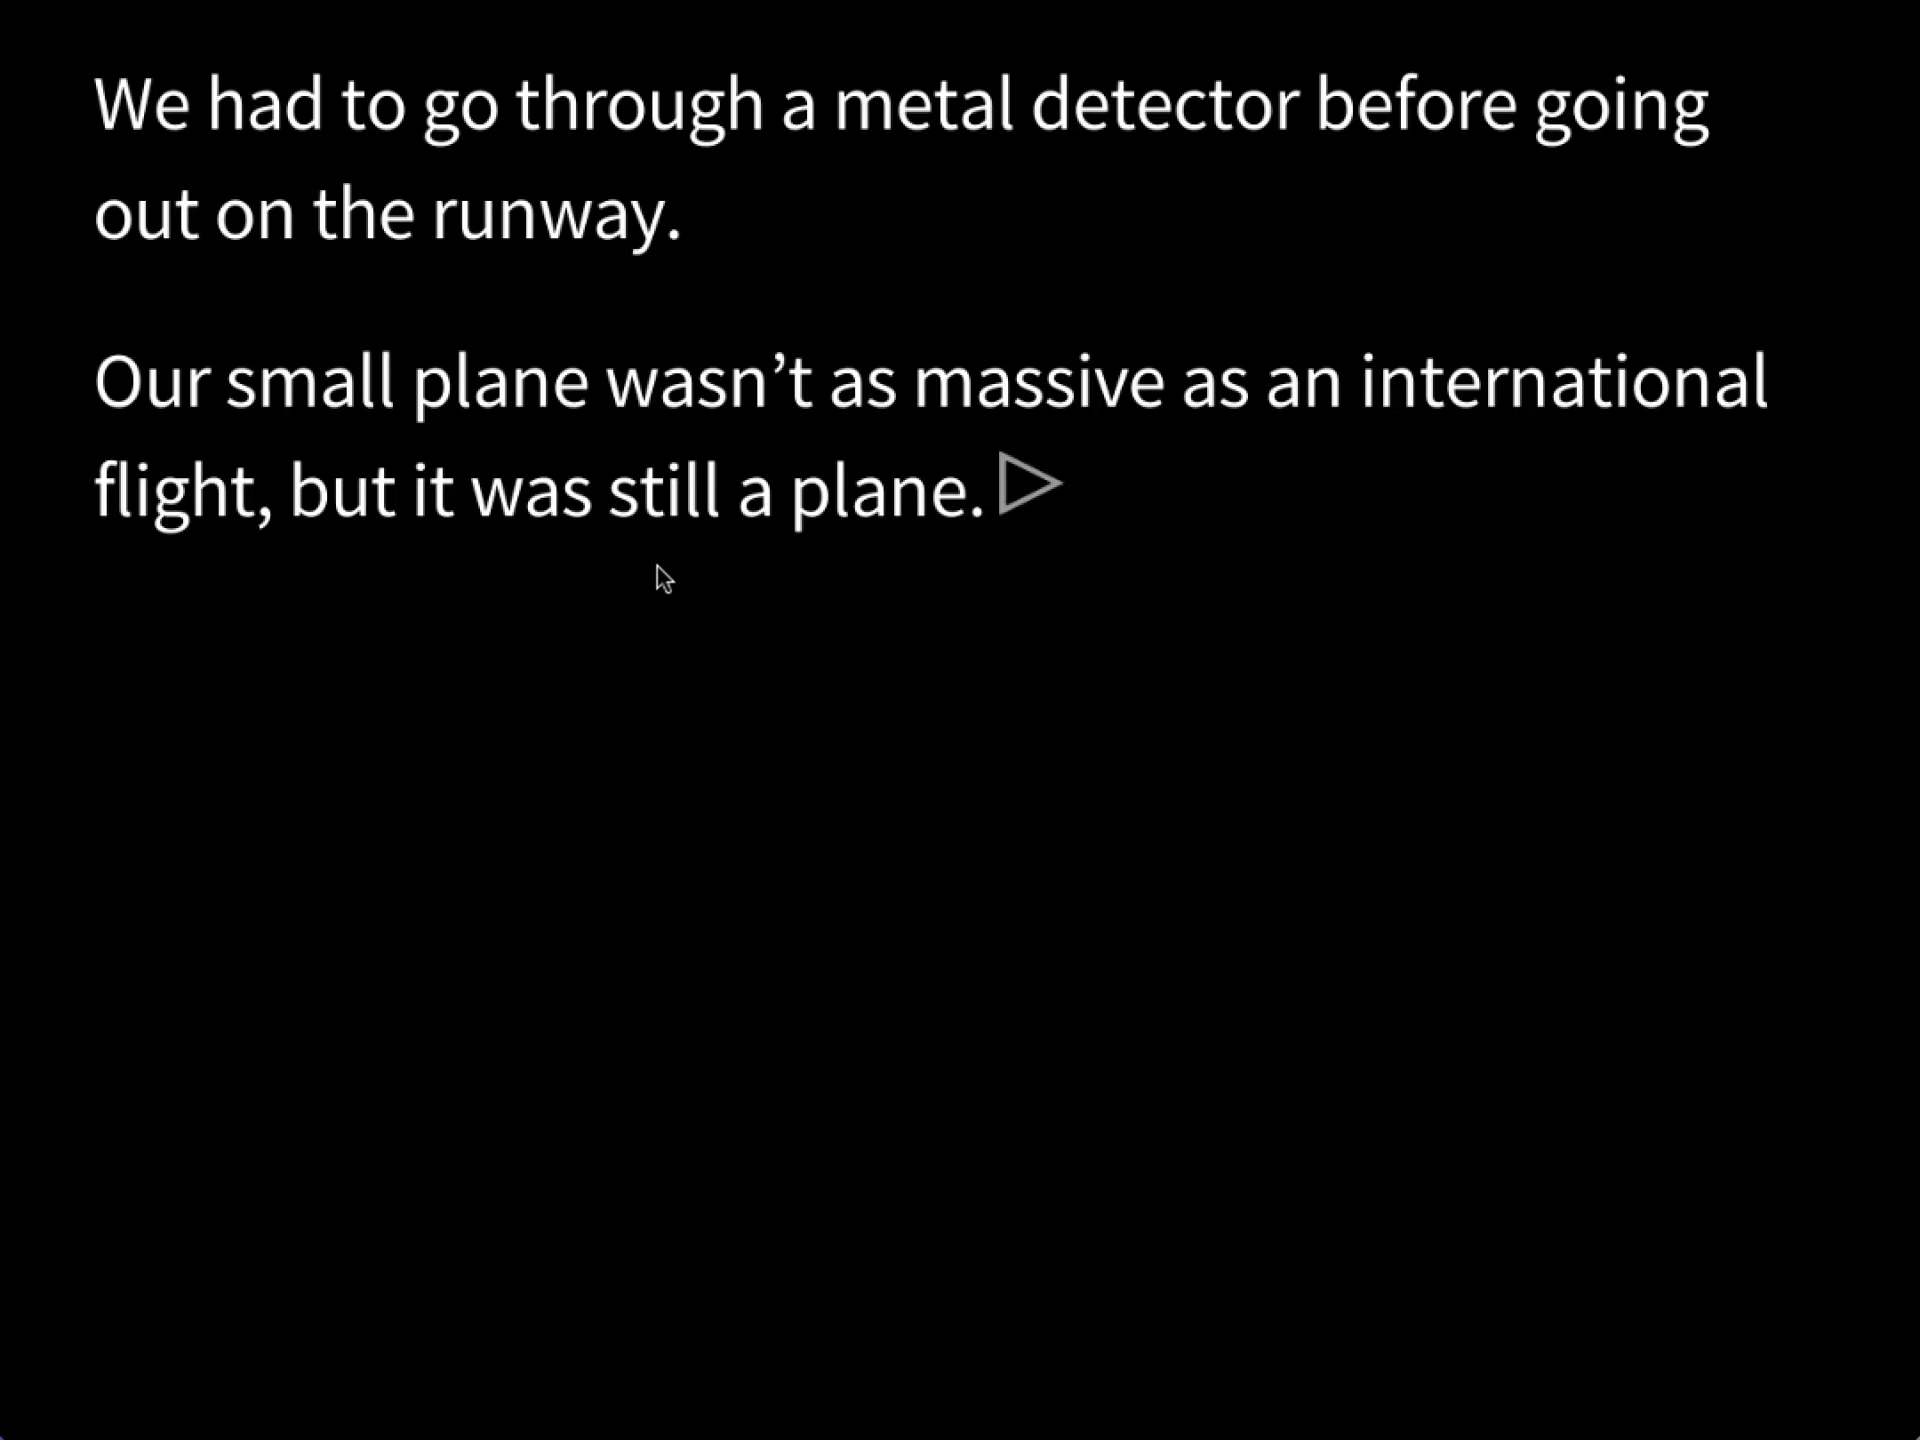 We had to go through a metal detector before going
out on the runway.
Our small plane wasn’t as massive as an international
flight, but it was still a plane.